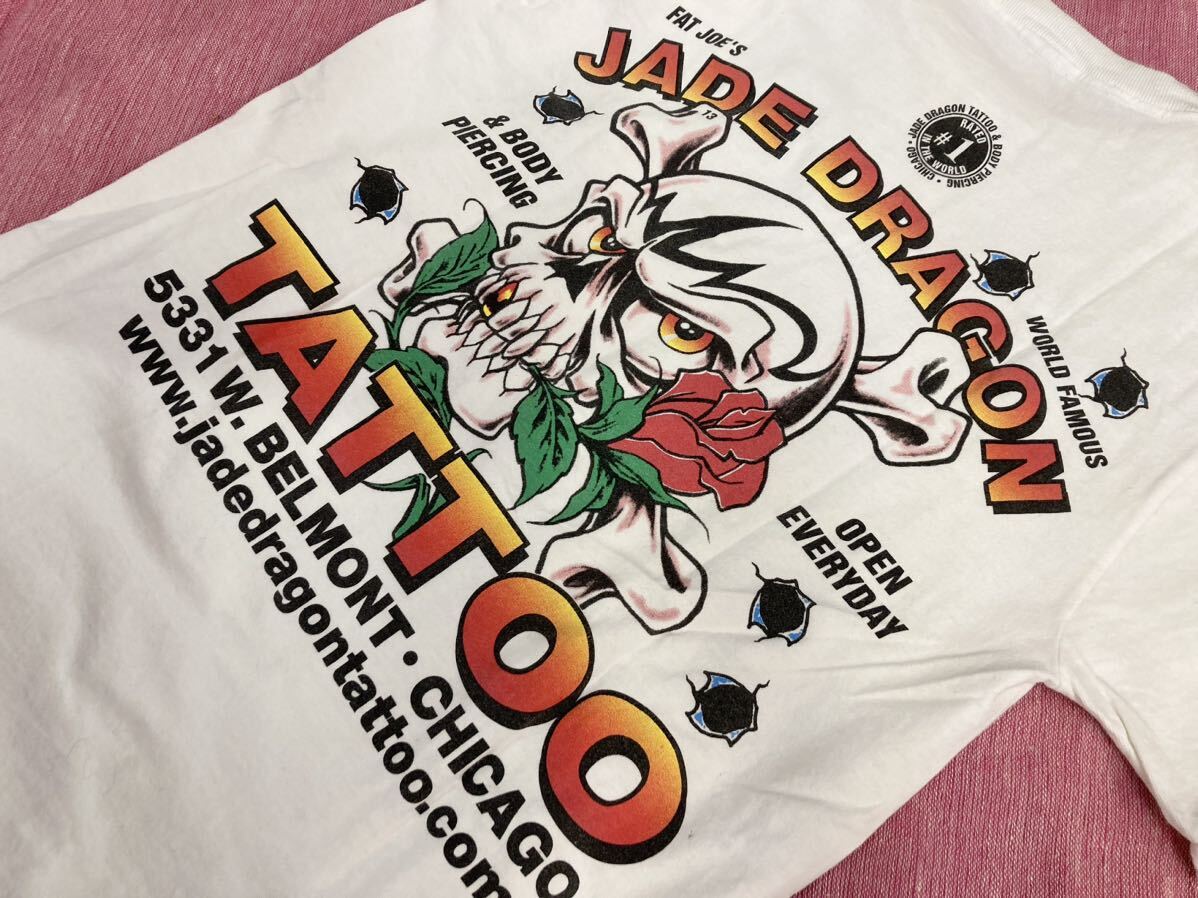 FAT JOE'S
JADE DRAGON
& BODY
PIERCING
13
JADE DRAGON TATTOO & BODY PIERCING • CHICAGO •
RATED
#1
IN THE WORLD
WORLD FAMOUS
OPEN
EVERYDAY
TATTOO
5331 W. BELMONT • CHICAGO
www.jadedragontattoo.com